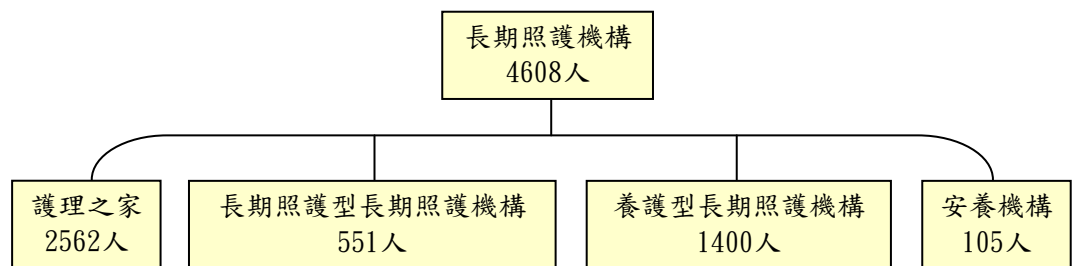 長期照護機構
4608人
護理之家
2562人
長期照護型長期照護機構
551人
養護型長期照護機構
1400人
安養機構
105人